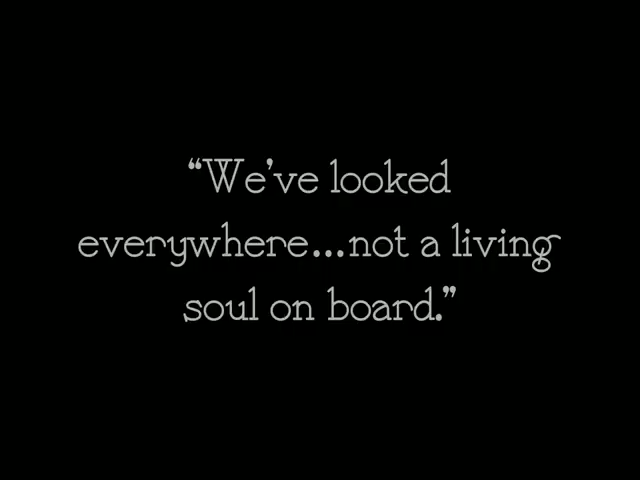 “We’ve looked
everywhere...not a living
soul on board.”